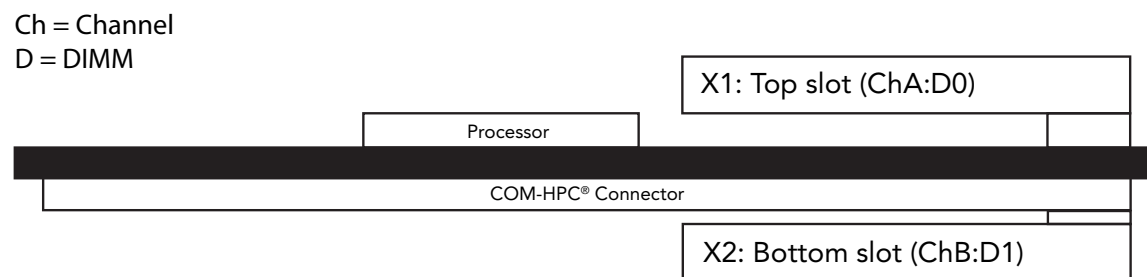 Ch = Channel
D = DIMM
X1: Top slot (ChA:D0)
Processor
COM-HPC® Connector
X2: Bottom slot (ChB:D1)